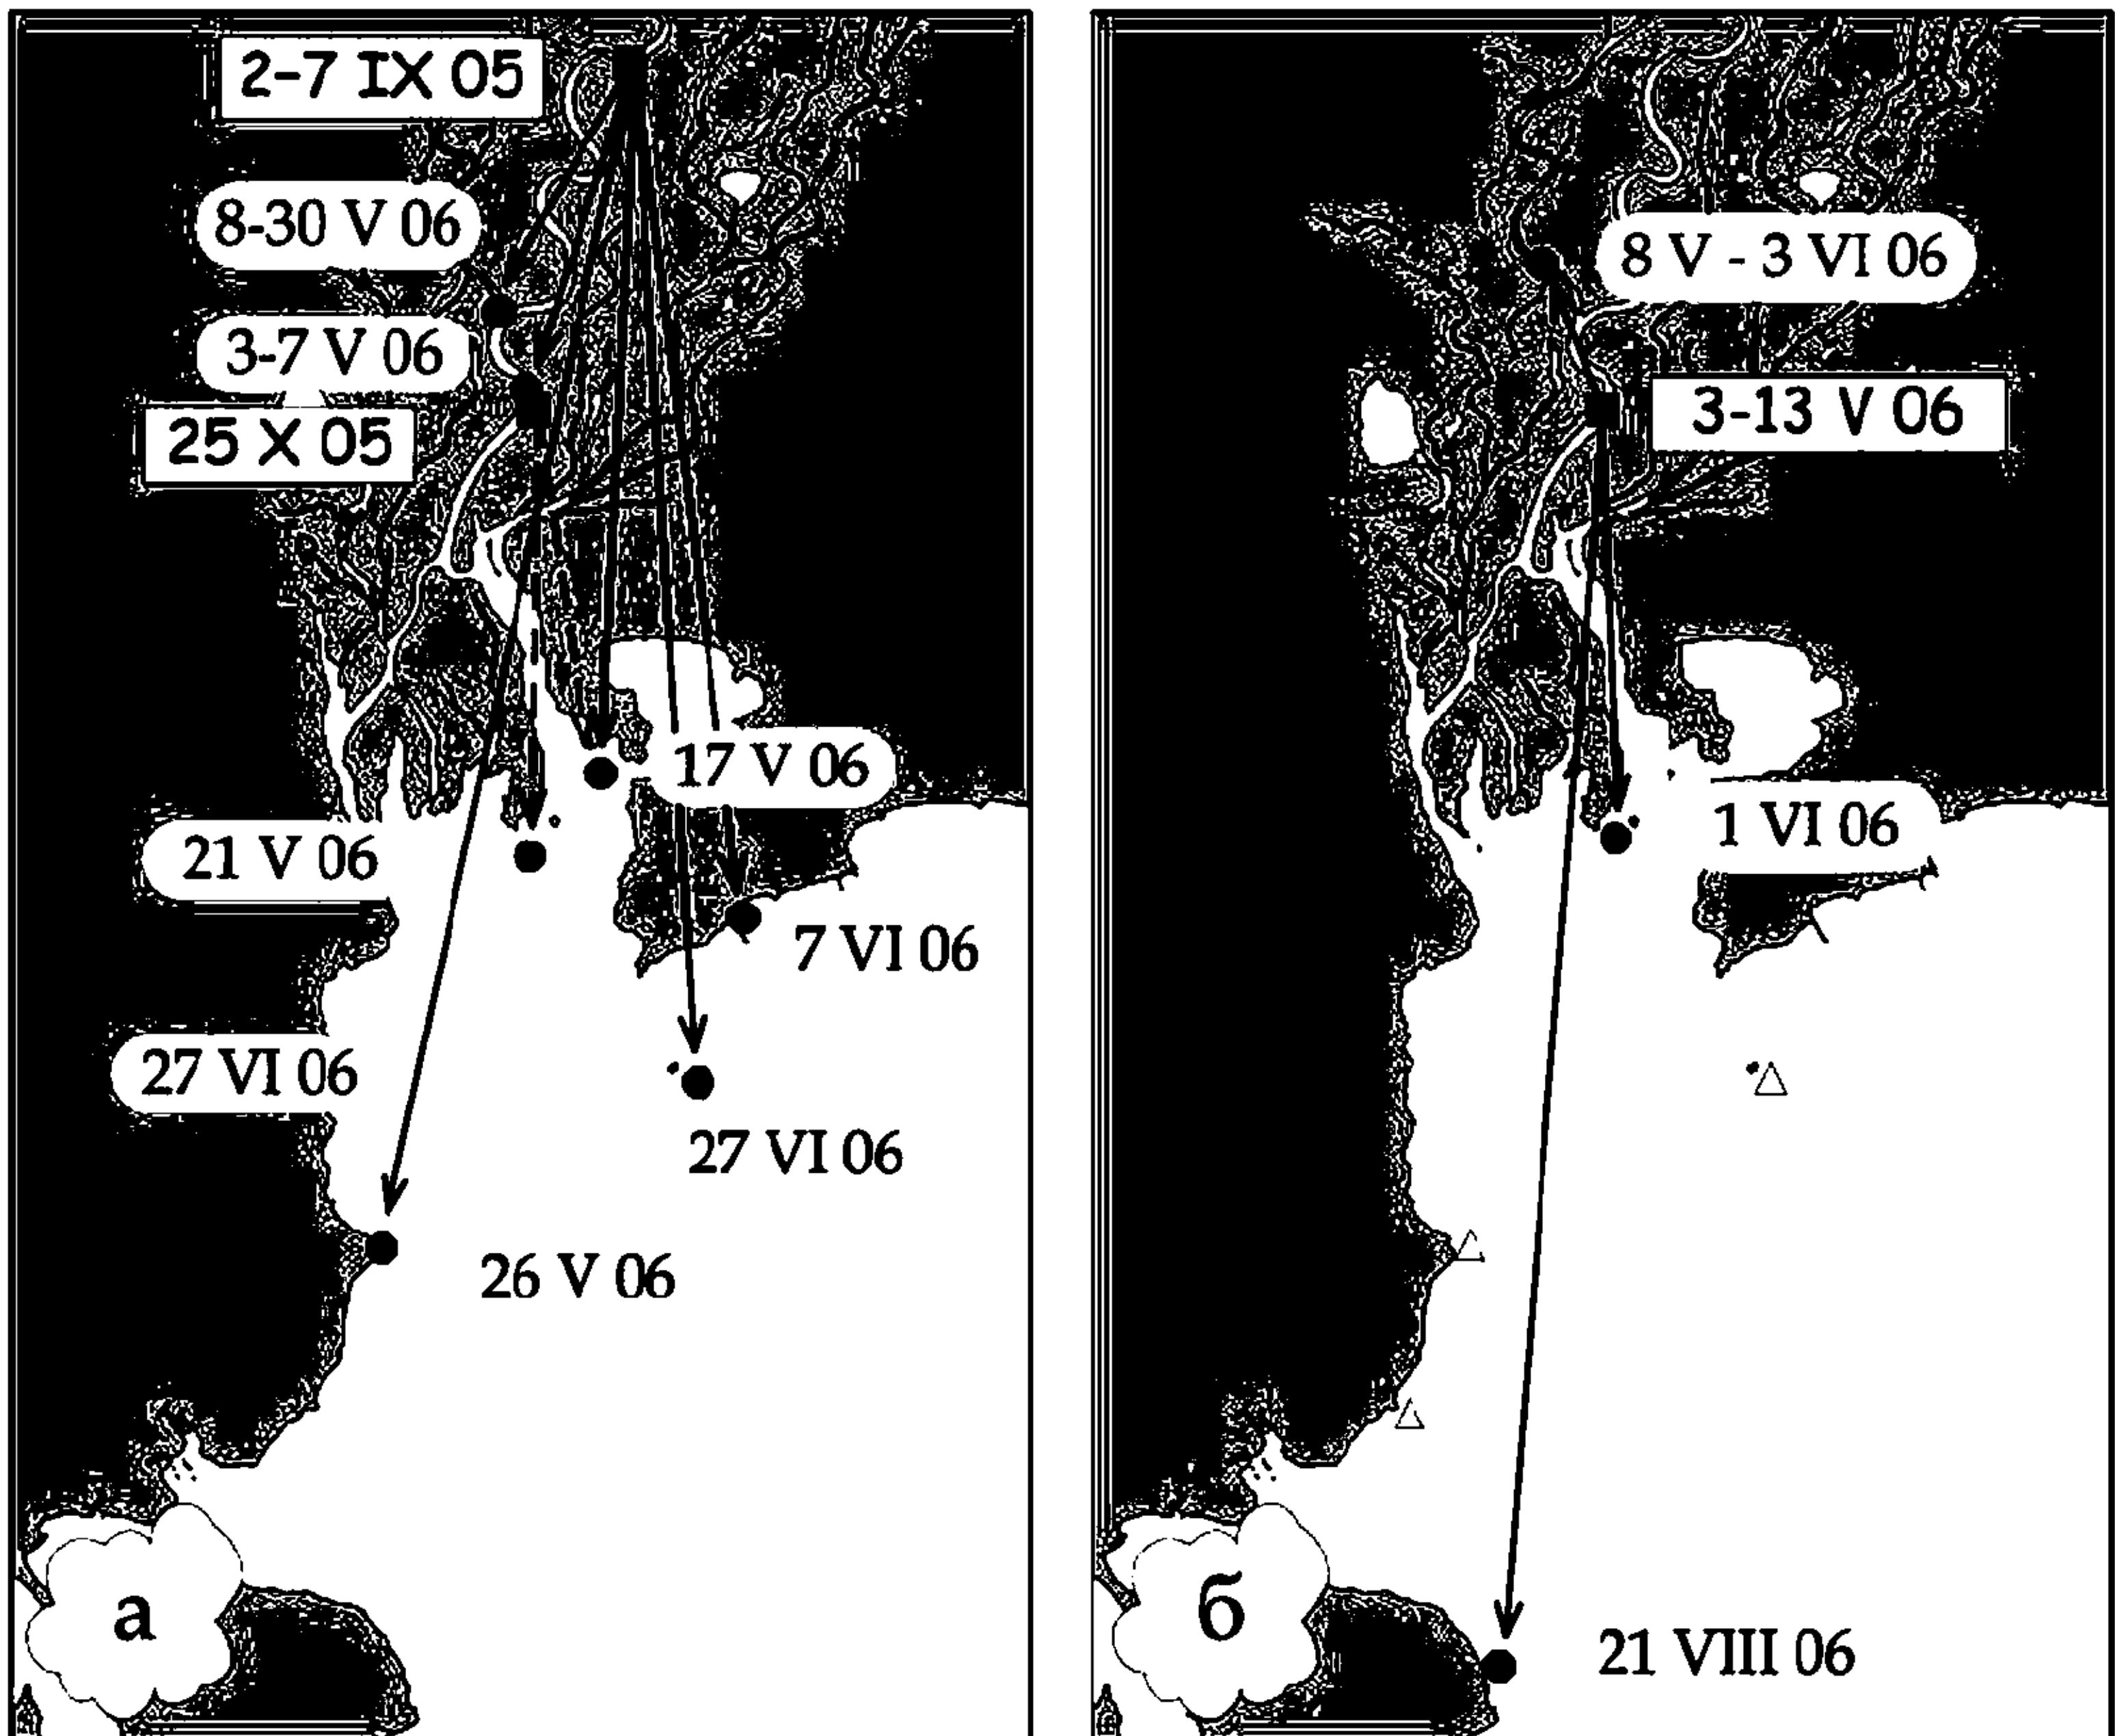 2-7 IX 05
8-30 V 06
3-7 V 06
25 X 05
17 V 06
21 V 06
7 VI 06
27 VI 06
27 VI 06
26 V 06
а
8 V - 3 VI 06
3-13 V 06
1 VI 06
21 VIII 06
б